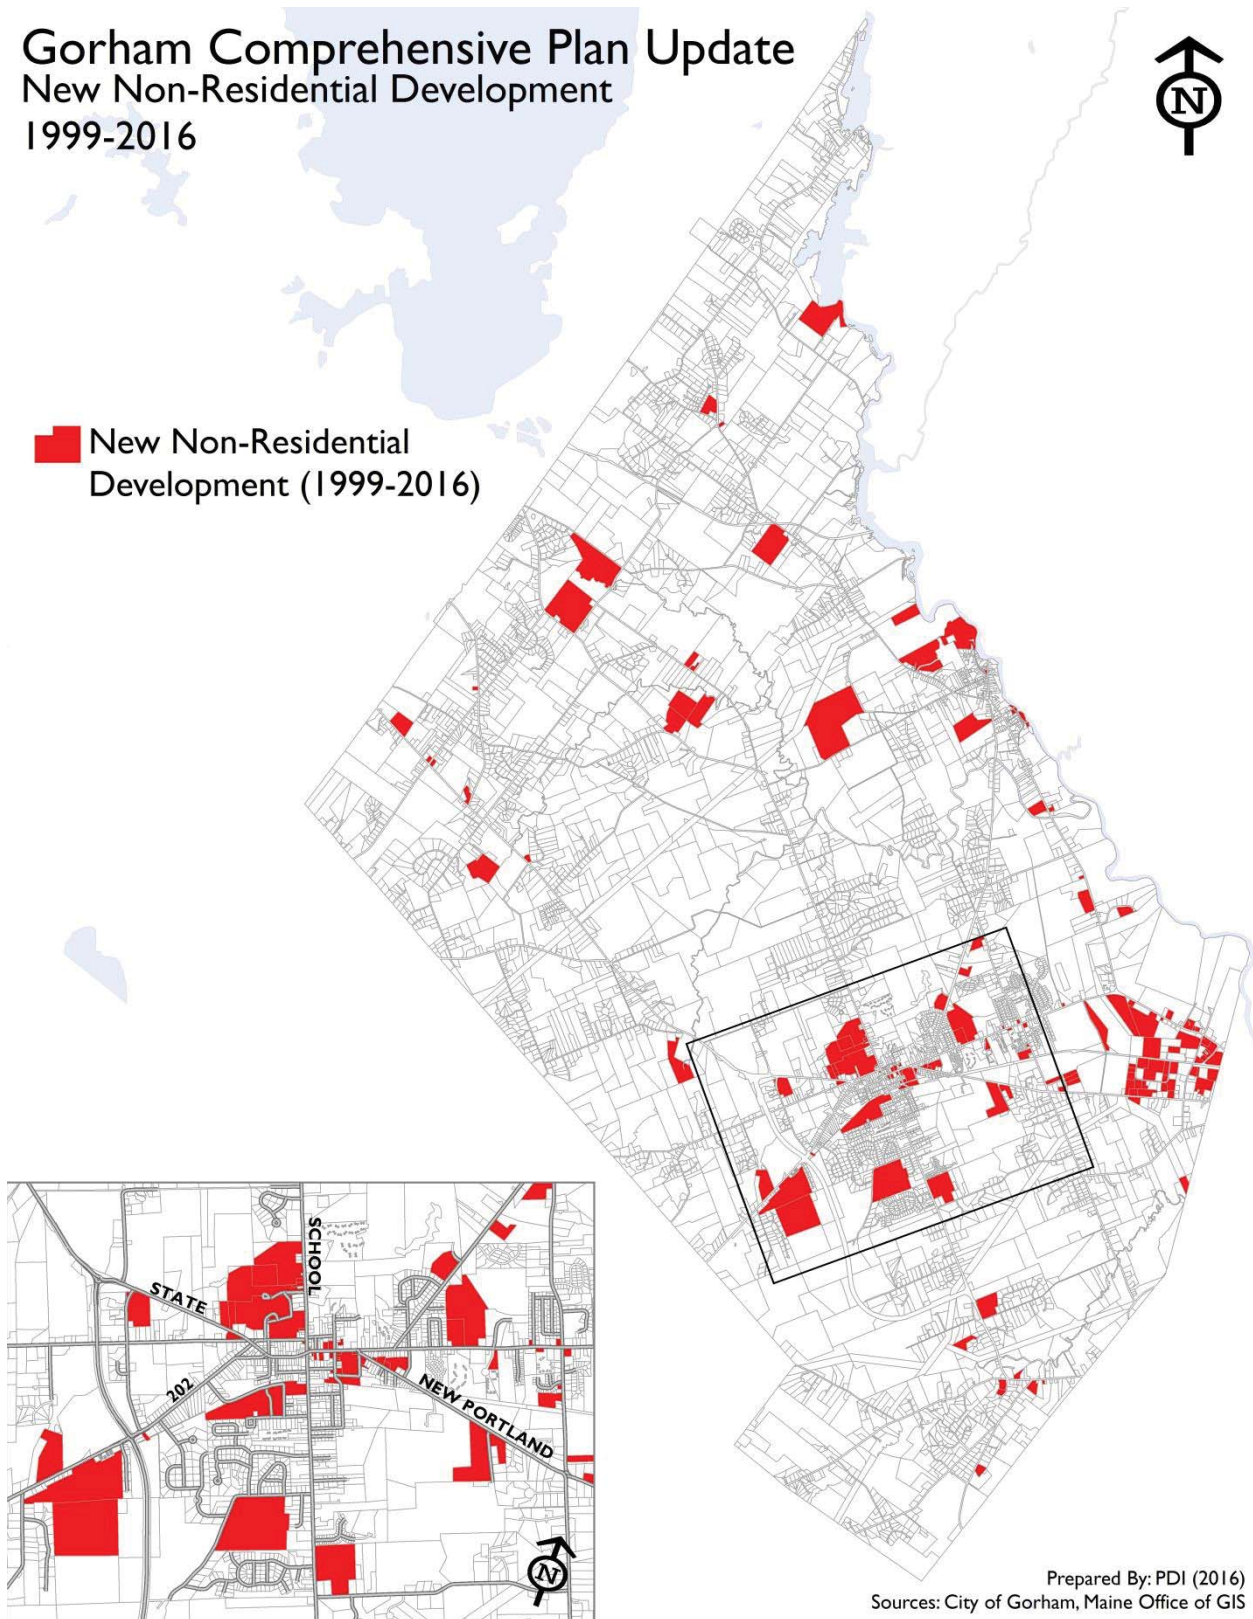 Gorham Comprehensive Plan Update
New Non-Residential Development
1999-2016
N
New Non-Residential
Development (1999-2016)
SCHOOL
STATE
202
NEW PORTLAND
N
Prepared By: PDI (2016)
Sources: City of Gorham, Maine Office of GIS